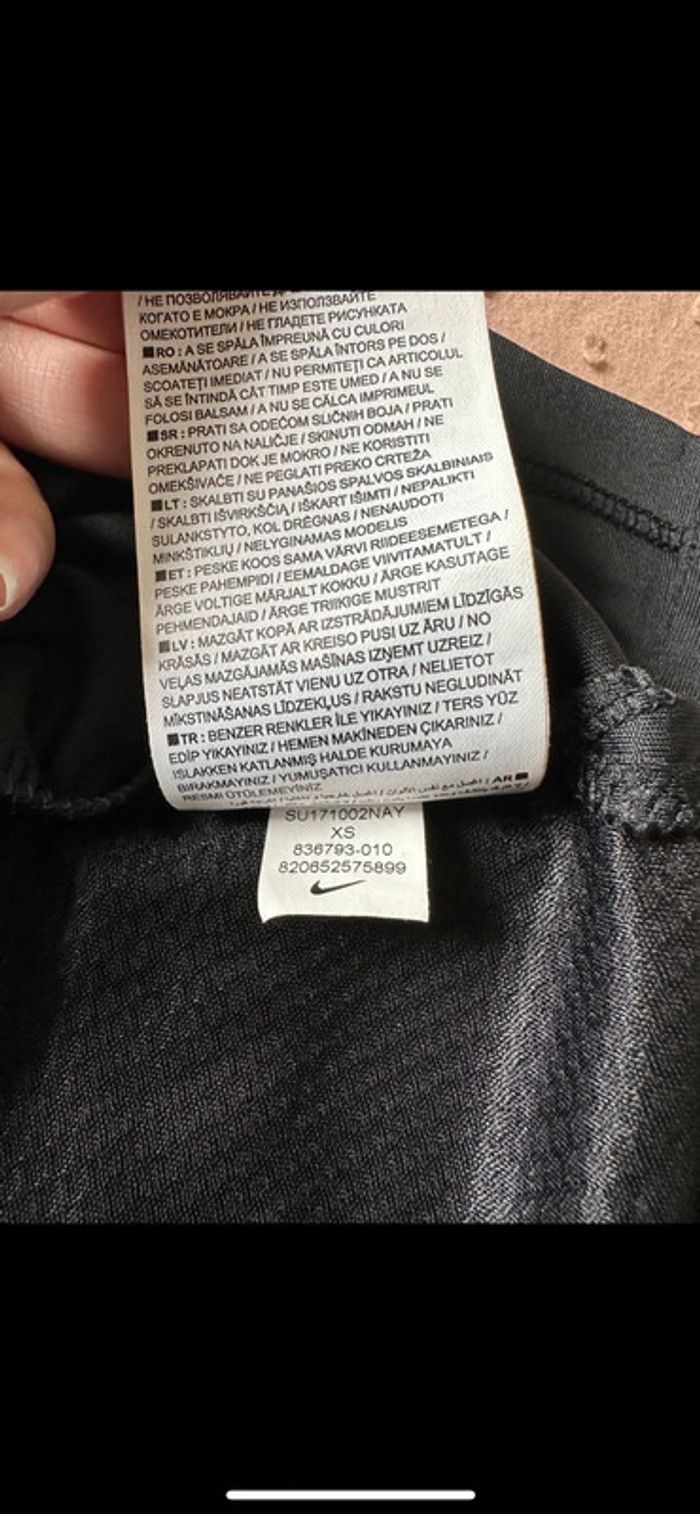 / НЕ ПОЗВОЛЯВАЙТЕ
КОГАТО Е МОКРА / НЕ ИЗПОЛЗВАЙТЕ
ОМЕКОТИТЕЛИ / НЕ ГЛАДЕТЕ РИСУНКАТА
■RO : A SE SPĂLA ÎMPREUNĂ CU CULORI
ASEMĂNĂTOARE / A SE SPĂLA ÎNTORS PE DOS /
SCOATEȚI IMEDIAT / NU PERMITEȚI CA ARTICOLUL
SĂ SE ÎNTINDĂ CÂT TIMP ESTE UMED / A NU SE
FOLOSI BALSAM / A NU SE CĂLCA IMPRIMEUL
■SR : PRATI SA ODEĆOM SLIČNIH BOJA / PRATI
OKRENUTO NA NALIČJE / SKINUTI ODMAH / NE
PREKLAPATI DOK JE MOKRO / NE KORISTITI
OMEKŠIVAČE / NE PEGLATI PREKO CRTEŽA
■LT : SKALBTI SU PANAŠIOS SPALVOS SKALBINIAIS
/ SKALBTI IŠVIRKŠČIĄ / IŠKART IŠIMTI / NEPALIKTI
SULANKSTYTO, KOL DRĖGNAS / NENAUDOTI
MINKŠTIKLIŲ / NELYGINAMAS MODELIS
■ET : PESKE KOOS SAMA VÄRVI RIIDEESEMETEGA /
PESKE PAHEMPIDI / EEMALDAGE VIIVITAMATULT /
ÄRGE VOLTIGE MÄRJALT KOKKU / ÄRGE KASUTAGE
PEHMENDAJAID / ÄRGE TRIIKIGE MUSTRIT
■LV : MAZGĀT KOPĀ AR IZSTRĀDĀJUMIEM LĪDZĪGĀS
KRĀSĀS / MAZGĀT AR KREISO PUSI UZ ĀRU / NO
VEĻAS MAZGĀJAMĀS MAŠĪNAS IZŅEMT UZREIZ /
SLAPJUS NEATSTĀT VIENU UZ OTRA / NELIETOT
MĪKSTINĀŠANAS LĪDZEKĻUS / RAKSTU NEGLUDINĀT
■TR : BENZER RENKLER İLE YIKAYINIZ / TERS YÜZ
EDİP YIKAYINIZ / HEMEN MAKİNEDEN ÇIKARINIZ /
ISLAKKEN KATLANMIŞ HALDE KURUMAYA
BIRAKMAYINIZ / YUMUŞATICI KULLANMAYINIZ /
RESMİ ÜTÜLEMEYİNİZ
AR■
SU171002NAY
XS
836793-010
820652575899